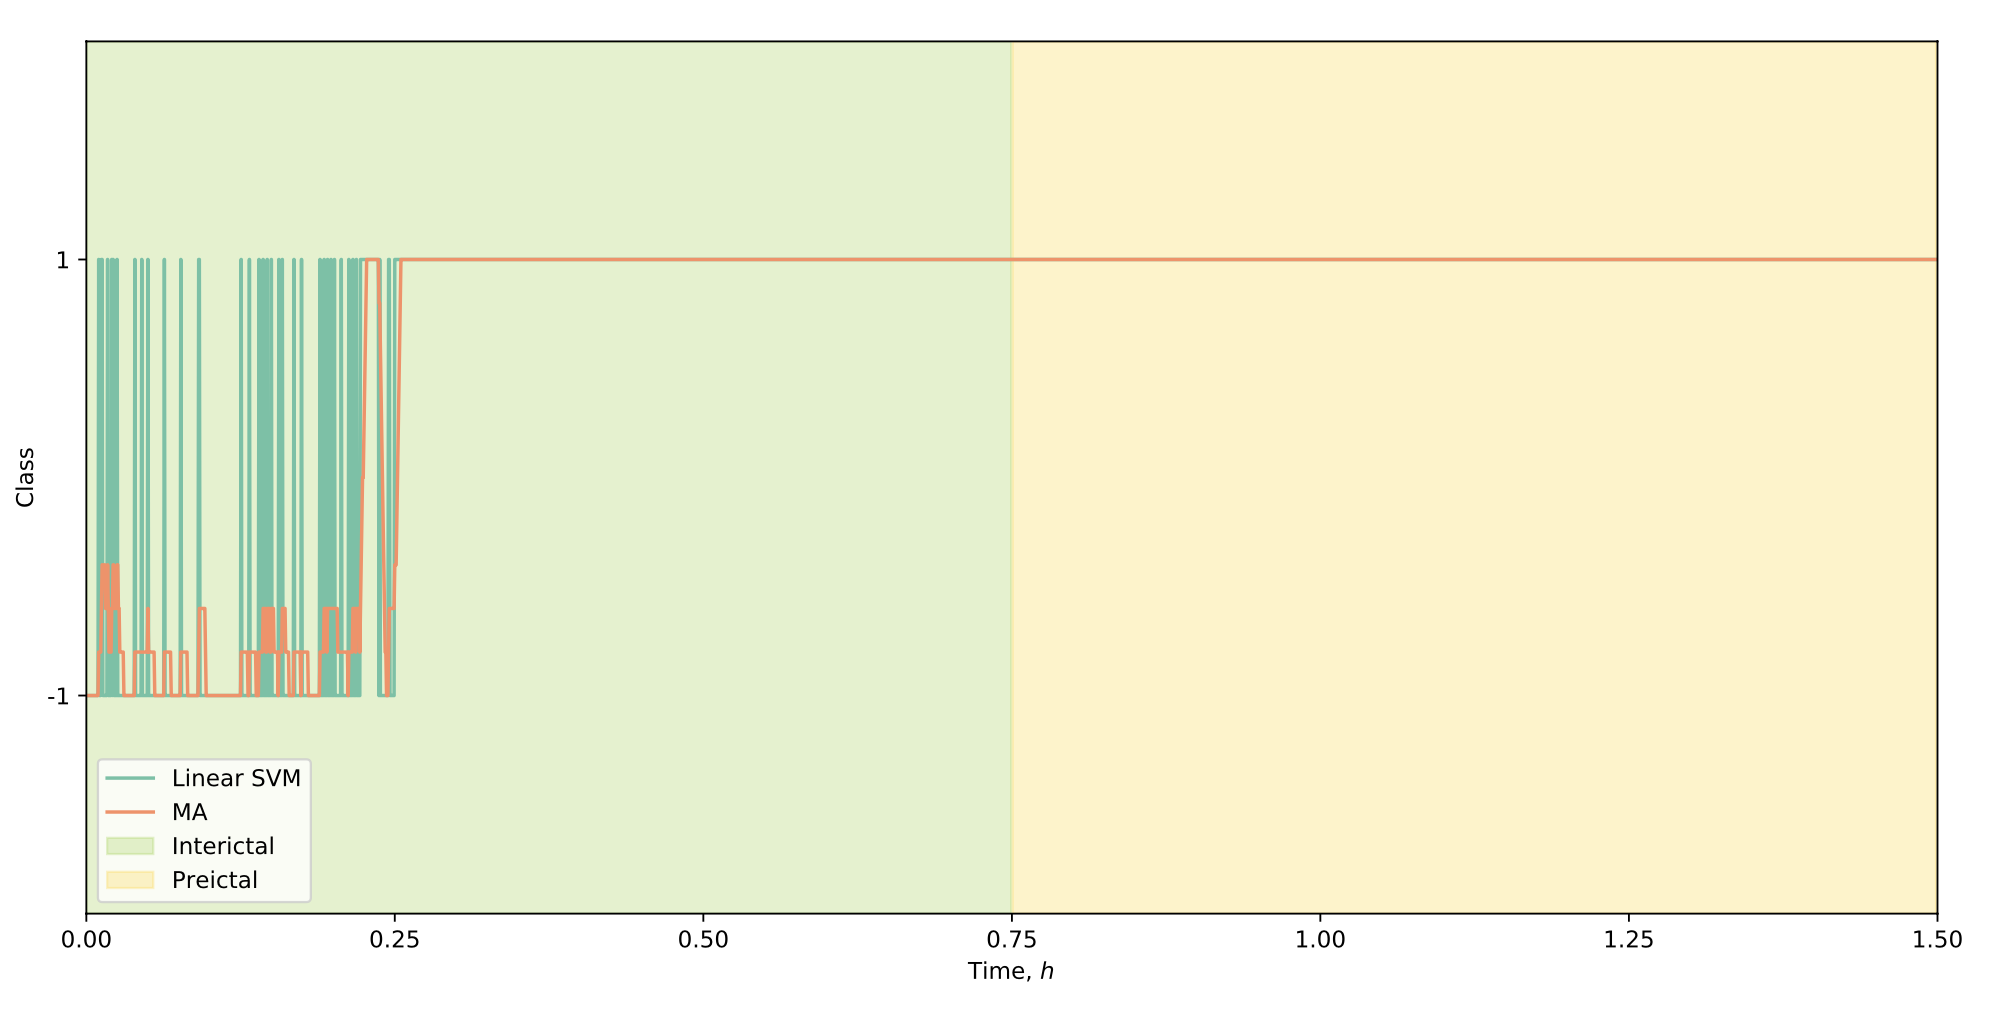 1
Class
-1
Linear SVM
MA
Interictal
Preictal
0.00 0.25 0.50 0.75 1.00 1.25 1.50
Time, h